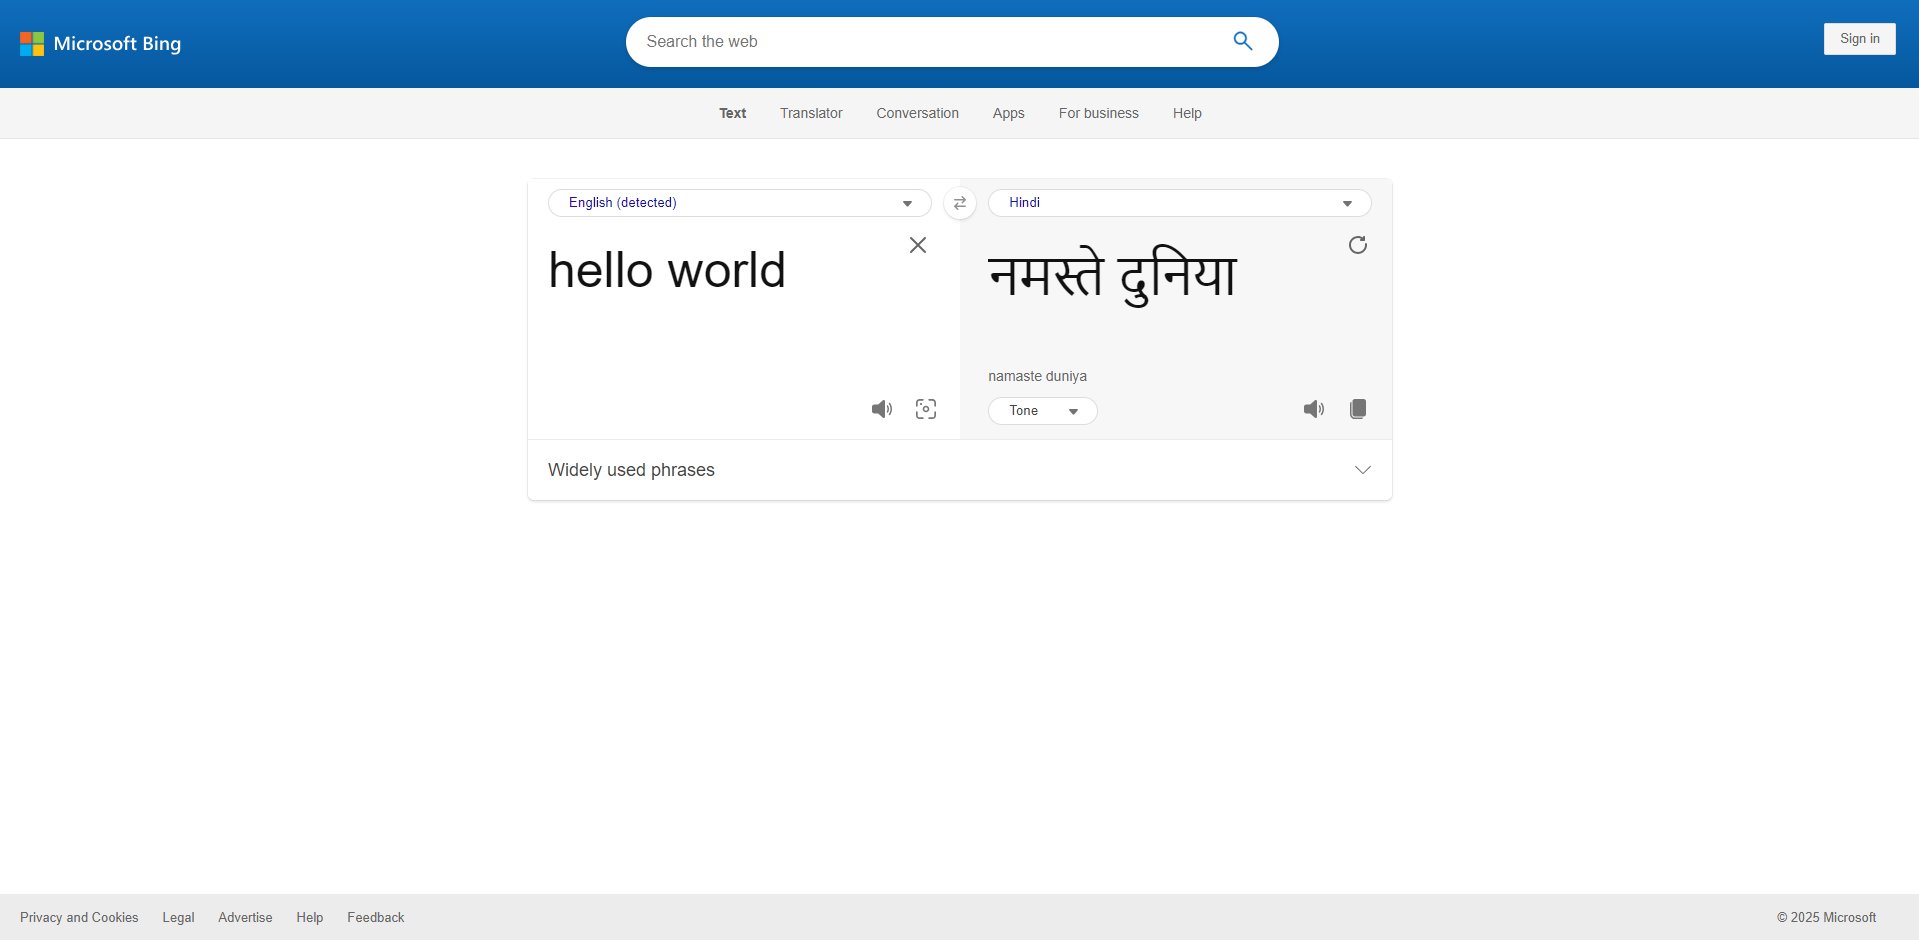 Microsoft Bing
Search the web
Sign in
Text Translator Conversation Apps For business Help
English (detected)
Hindi
hello world
नमस्ते दुनिया
namaste duniya
Tone
Widely used phrases
Privacy and Cookies Legal Advertise Help Feedback
© 2025 Microsoft